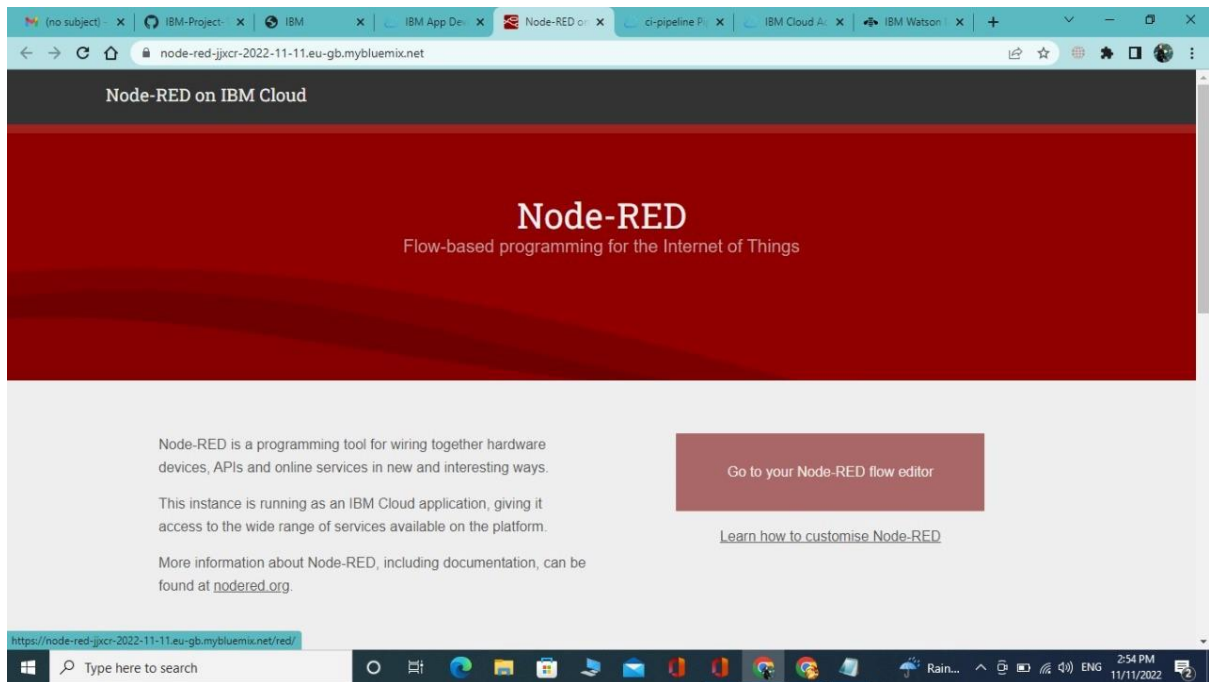 (no subject) -
IBM-Project-
IBM
IBM App Dev
Node-RED on
ci-pipeline Pi
IBM Cloud Ac
IBM Watson
node-red-jjxcr-2022-11-11.eu-gb.mybluemix.net
Node-RED on IBM Cloud
Node-RED
Flow-based programming for the Internet of Things
Node-RED is a programming tool for wiring together hardware
devices, APIs and online services in new and interesting ways.
This instance is running as an IBM Cloud application, giving it
access to the wide range of services available on the platform.
More information about Node-RED, including documentation, can be
found at nodered.org.
Go to your Node-RED flow editor
Learn how to customise Node-RED
https://node-red-jjxcr-2022-11-11.eu-gb.mybluemix.net/red/
Type here to search
Rain...
ENG
2:54 PM
11/11/2022
2